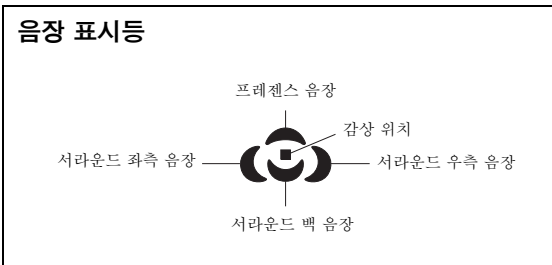 음장 표시등
프레젠스 음장
감상 위치
서라운드 좌측 음장
서라운드 우측 음장
서라운드 백 음장